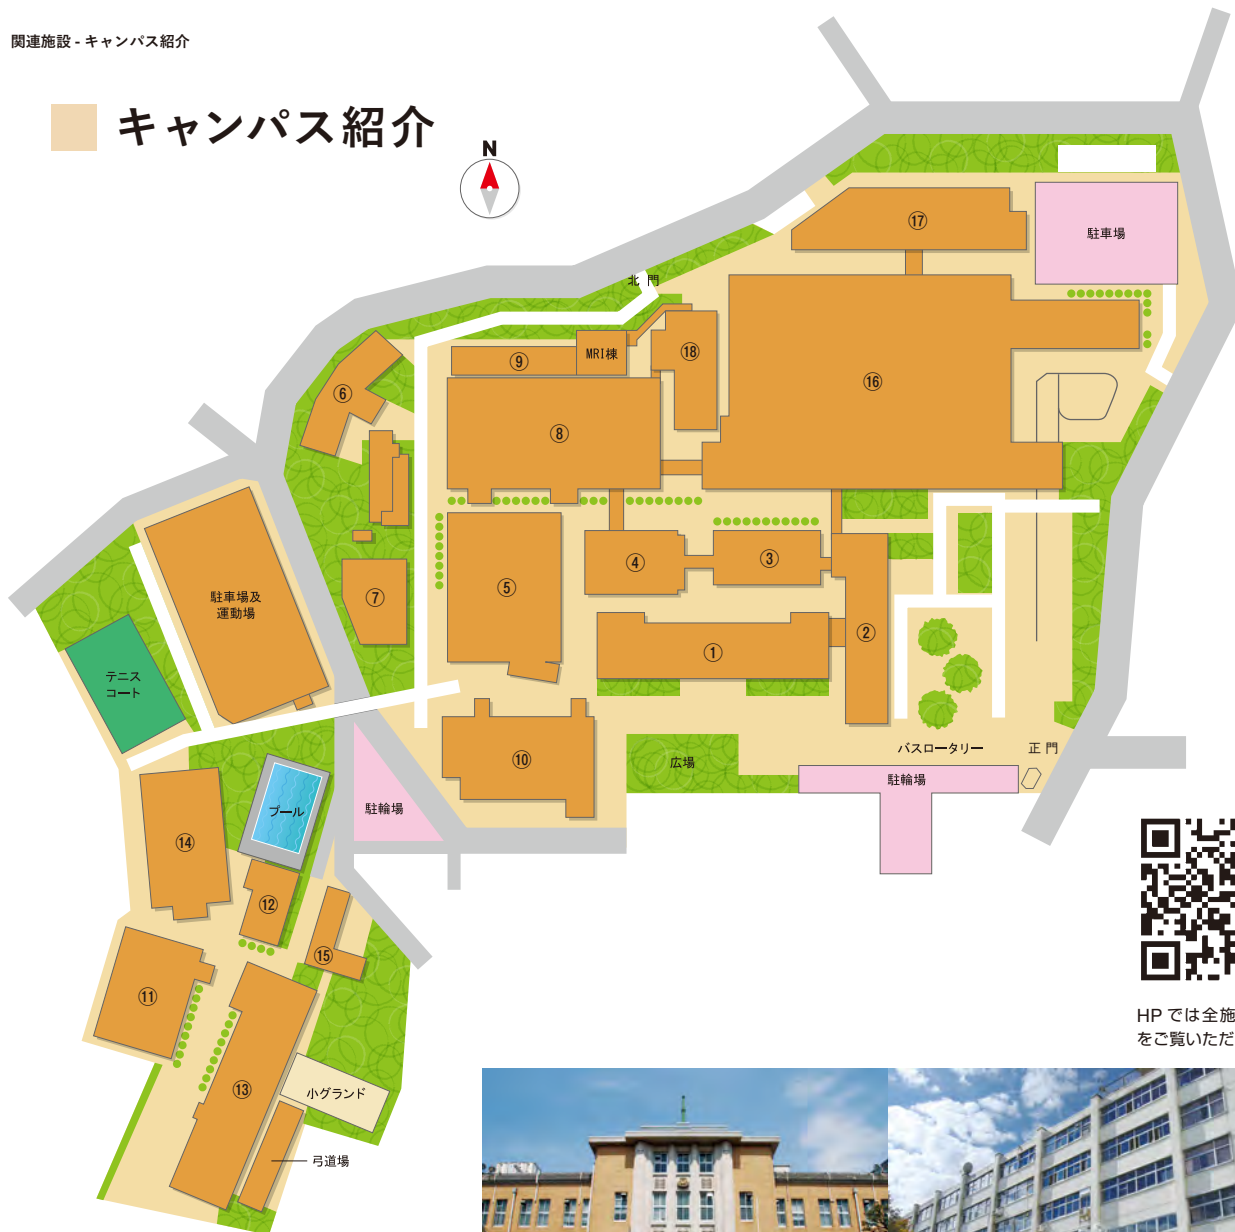 関連施設 - キャンパス紹介
キャンパス紹介
N
⑰
駐車場
北 門
MRI棟
⑨
⑱
⑯
⑥
⑧
④
③
⑤
⑦
駐車場及
運動場
②
①
テニス
コート
バスロータリー
正 門
⑩
広場
駐輪場
プール
駐輪場
⑭
⑫
⑮
⑪
⑬
小グランド
弓道場
HP では全施
をご覧いただ